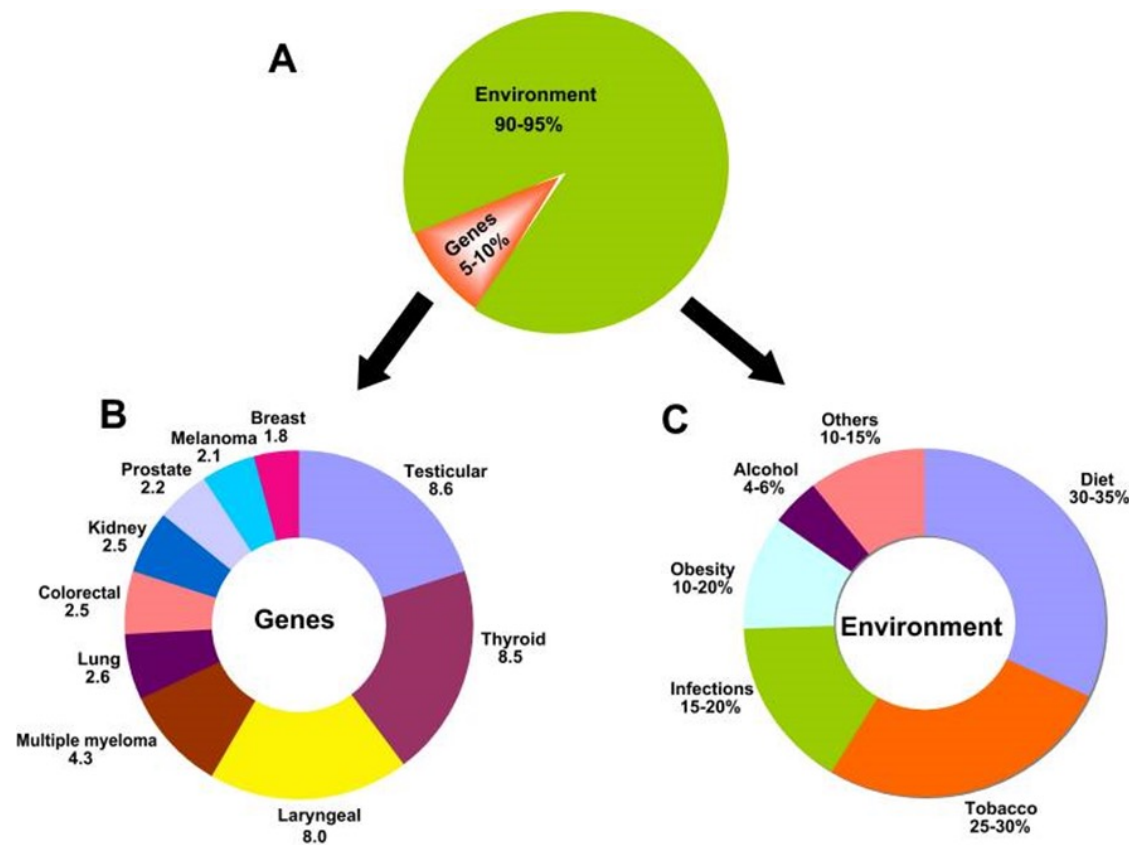 A
Environment
90-95%
Genes
5-10%
B
Breast
1.8
Melanoma
2.1
Prostate
2.2
Kidney
2.5
Colorectal
2.5
Lung
2.6
Multiple myeloma
4.3
Laryngeal
8.0
Thyroid
8.5
Testicular
8.6
Genes
C
Others
10-15%
Alcohol
4-6%
Obesity
10-20%
Infections
15-20%
Tobacco
25-30%
Diet
30-35%
Environment